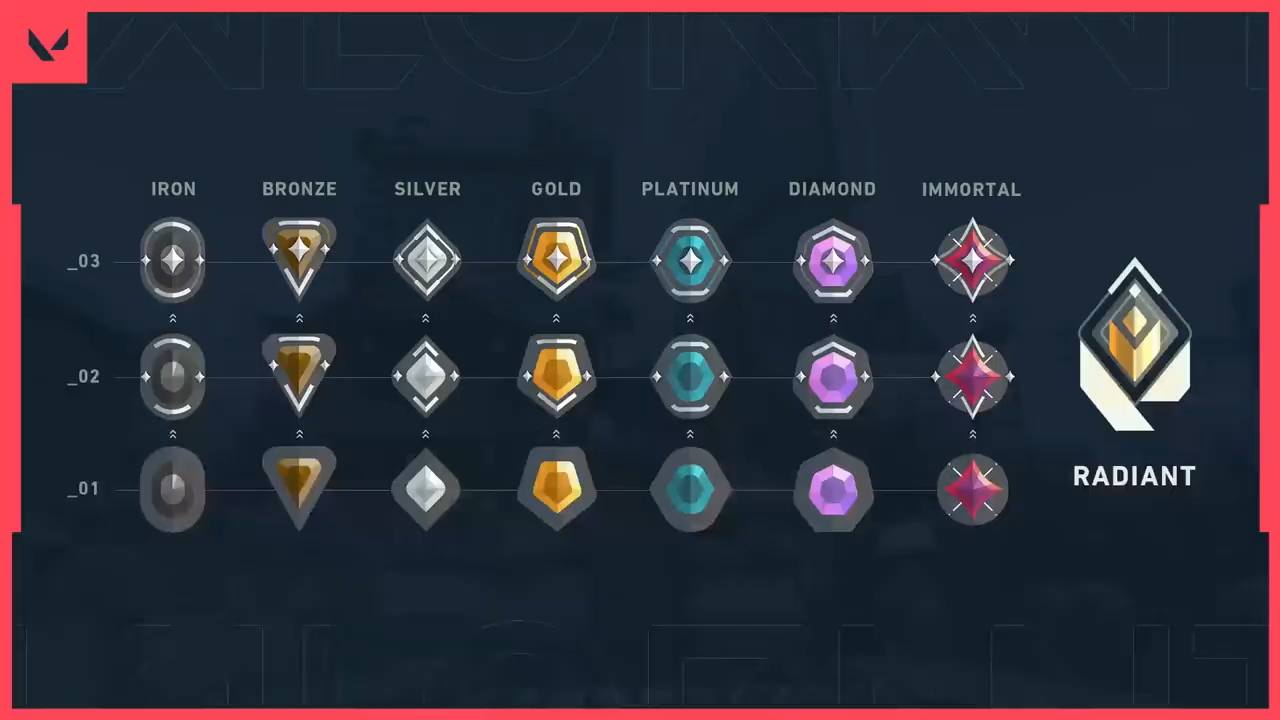 IRON BRONZE SILVER GOLD PLATINUM DIAMOND IMMORTAL
_03
_02
_01
RADIANT